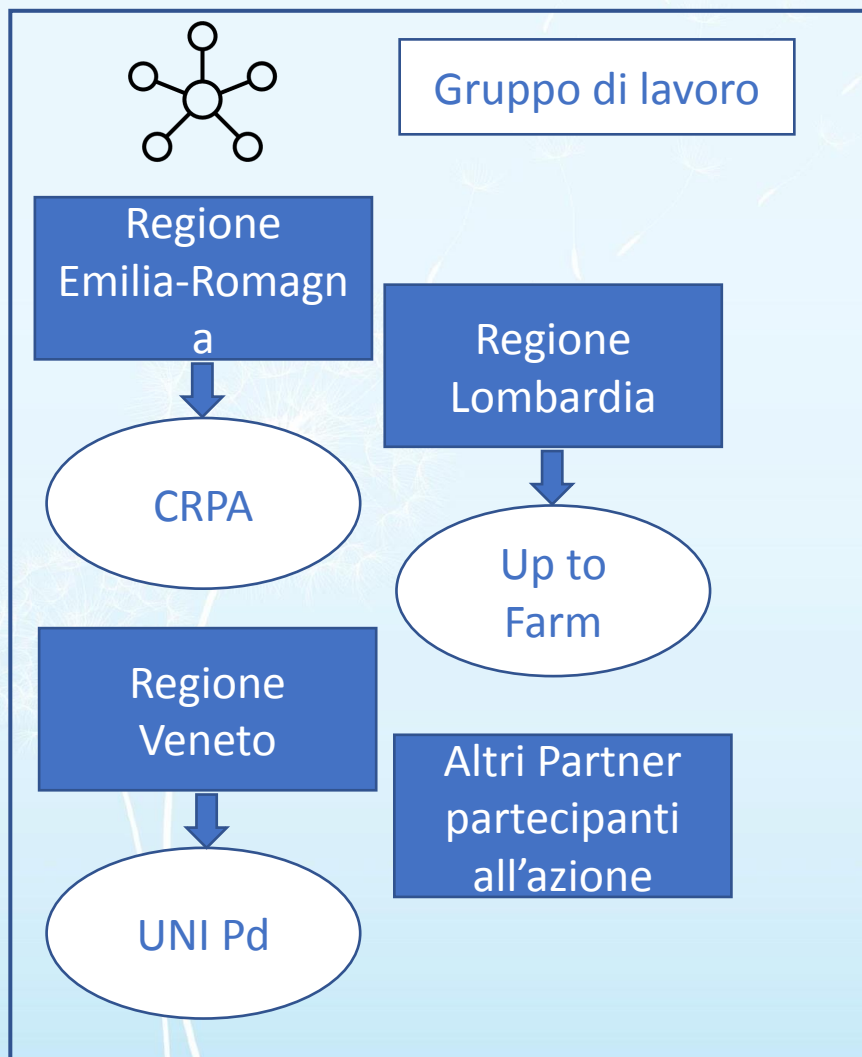 Gruppo di lavoro
Regione
Emilia-Romagn
a
CRPA
Regione
Lombardia
Up to
Farm
Regione
Veneto
UNI Pd
Altri Partner
partecipanti
all’azione